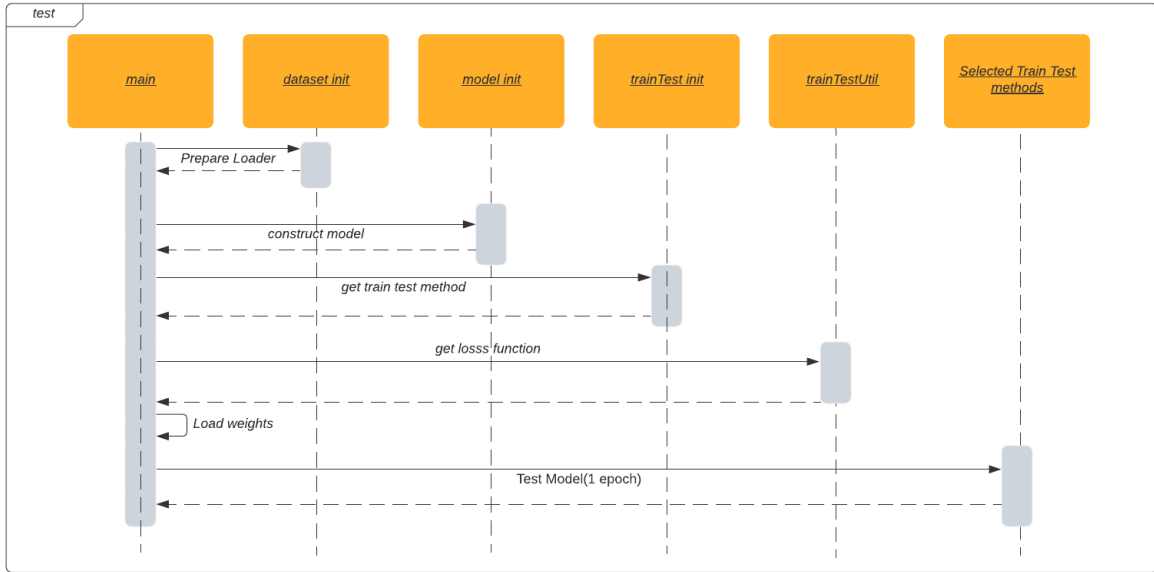 test
main
dataset init
model init
trainTest init
trainTestUtil
Selected Train Test
methods
Prepare Loader
construct model
get train test method
get losss function
Load weights
Test Model(1 epoch)